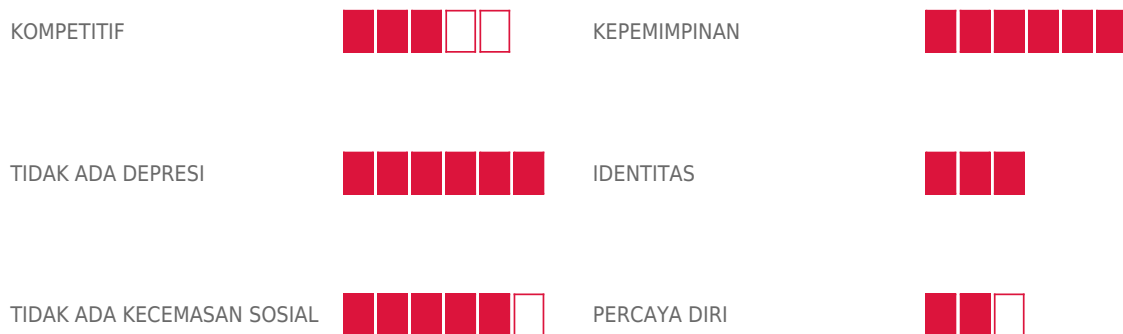 KOMPETITIF
KEPEMIMPINAN
TIDAK ADA DEPRESI
IDENTITAS
TIDAK ADA KECEMASAN SOSIAL
PERCAYA DIRI